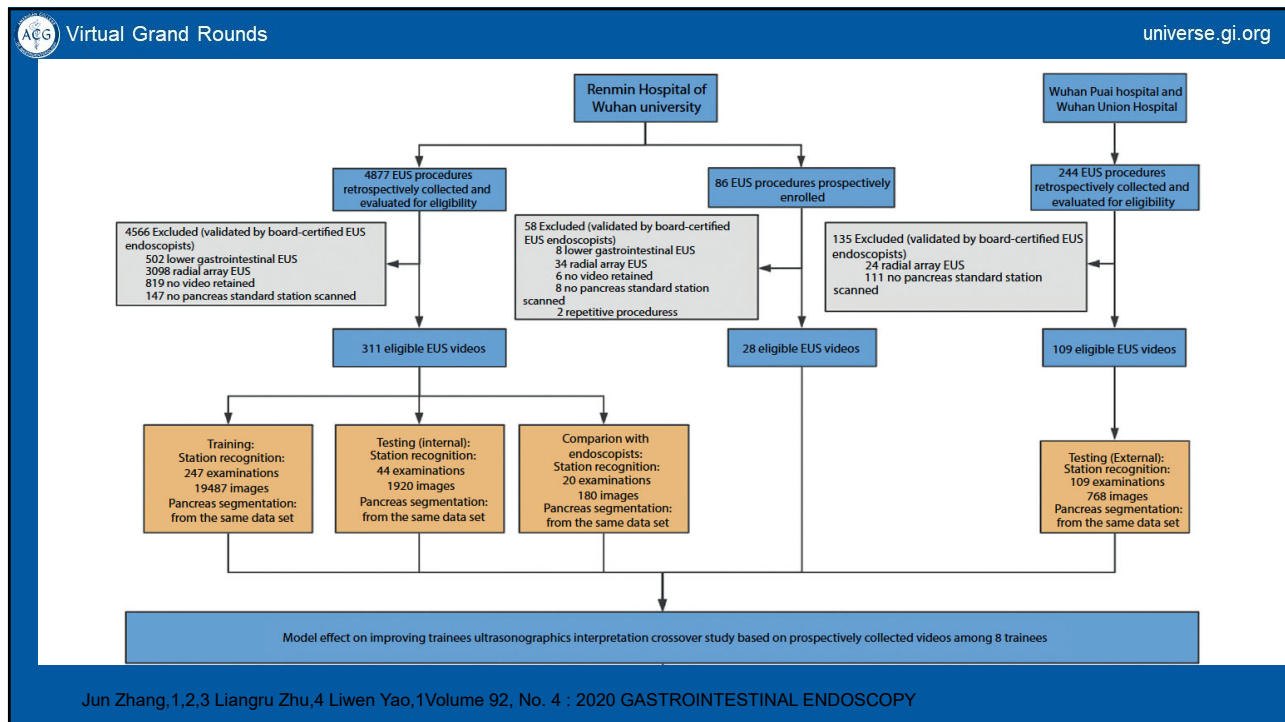 ACG
Virtual Grand Rounds
universe.gi.org
Renmin Hospital of
Wuhan university
Wuhan Puai hospital and
Wuhan Union Hospital
4877 EUS procedures
retrospectively collected and
evaluated for eligibility
86 EUS procedures prospectively
enrolled
244 EUS procedures
retrospectively collected and
evaluated for eligibility
4566 Excluded (validated by board-certified EUS
endoscopists)
502 lower gastrointestinal EUS
3098 radial array EUS
819 no video retained
147 no pancreas standard station scanned
58 Excluded (validated by board-certified
EUS endoscopists)
8 lower gastrointestinal EUS
34 radial array EUS
6 no video retained
8 no pancreas standard station
scanned
2 repetitive proceduress
135 Excluded (validated by board-certified EUS
endoscopists)
24 radial array EUS
111 no pancreas standard station
scanned
311 eligible EUS videos
28 eligible EUS videos
109 eligible EUS videos
Training:
Station recognition:
247 examinations
19487 images
Pancreas segmentation:
from the same data set
Testing (internal):
Station recognition:
44 examinations
1920 images
Pancreas segmentation:
from the same data set
Comparion with
endoscopists:
Station recognition:
20 examinations
180 images
Pancreas segmentation:
from the same data set
Testing (External):
Station recognition:
109 examinations
768 images
Pancreas segmentation:
from the same data set
Model effect on improving trainees ultrasonographics interpretation crossover study based on prospectively collected videos among 8 trainees
Jun Zhang,1,2,3 Liangru Zhu,4 Liwen Yao,1Volume 92, No. 4 : 2020 GASTROINTESTINAL ENDOSCOPY